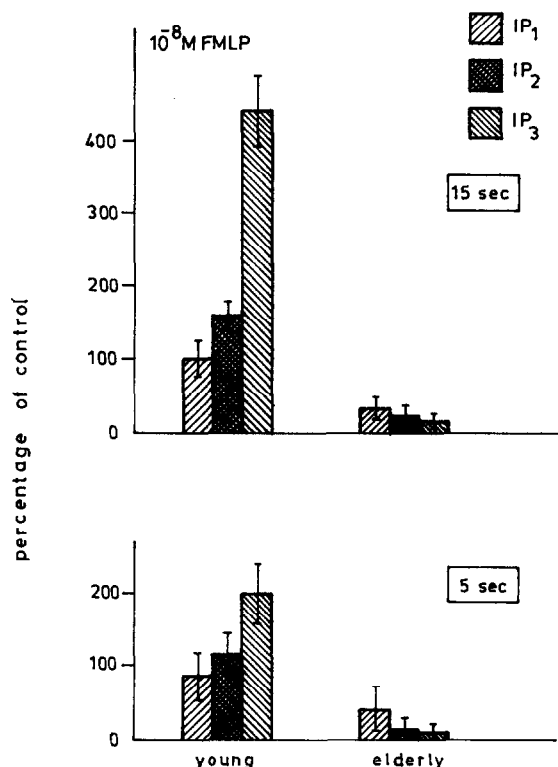 10⁻⁸M FMLP
IP₁
IP₂
IP₃
15 sec
400
300
200
100
0
percentage of control
5 sec
200
100
0
young elderly